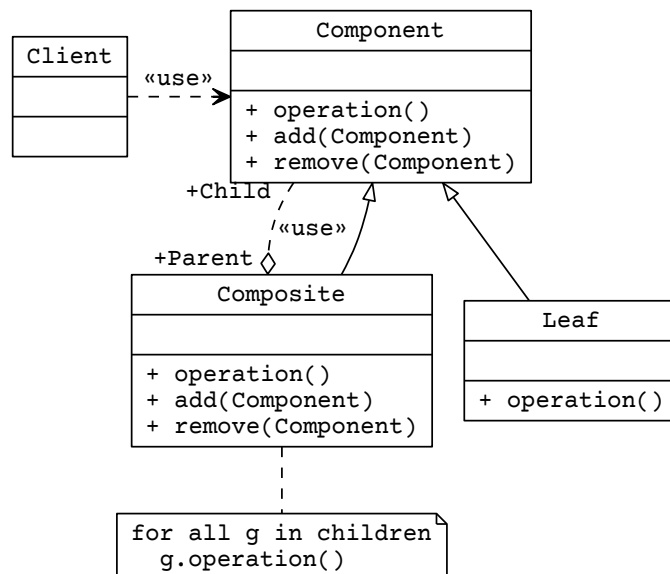 Component
Client
«use»
+ operation()
+ add(Component)
+ remove(Component)
+Child
«use»
+Parent
Composite
Leaf
+ operation()
+ add(Component)
+ remove(Component)
+ operation()
for all g in children
g.operation()